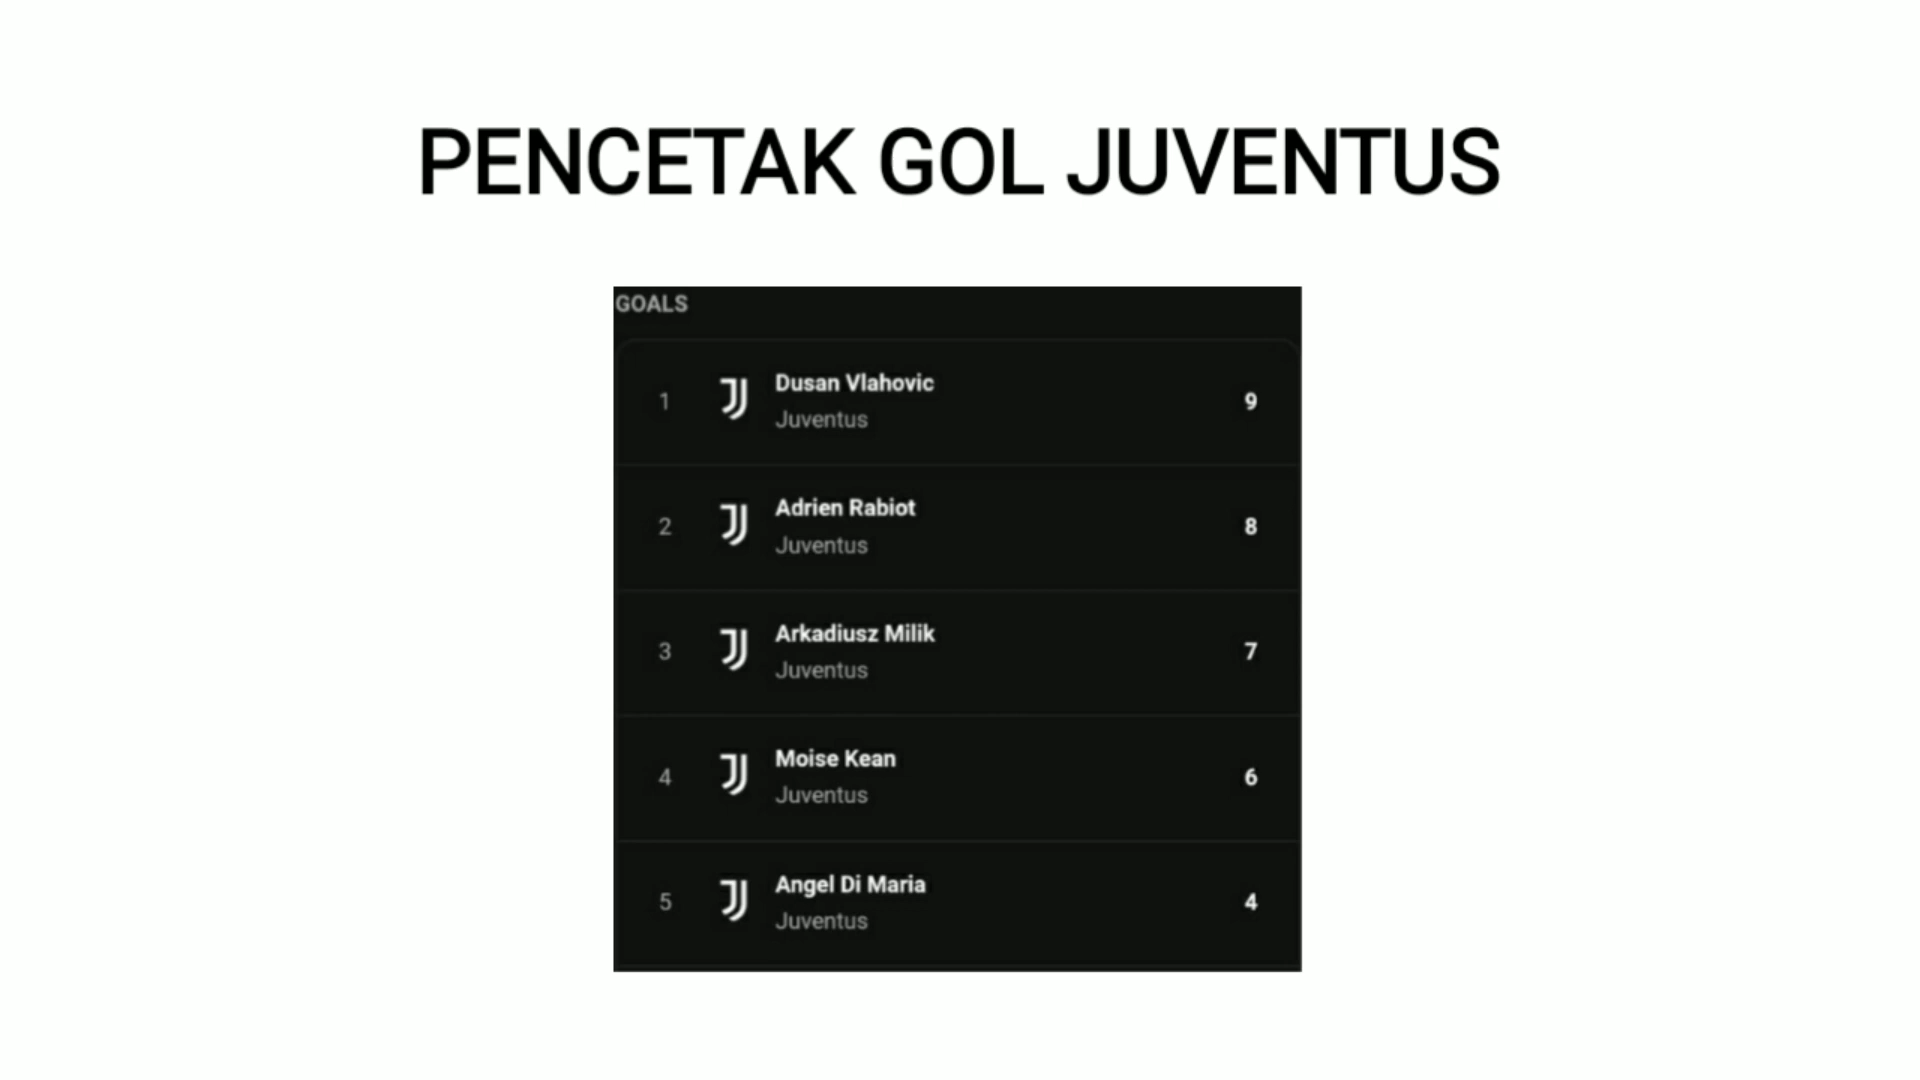 PENCETAK GOL JUVENTUS
GOALS
1 Dusan Vlahovic 9
Juventus
2 Adrien Rabiot 8
Juventus
3 Arkadiusz Milik 7
Juventus
4 Moise Kean 6
Juventus
5 Angel Di Maria 4
Juventus